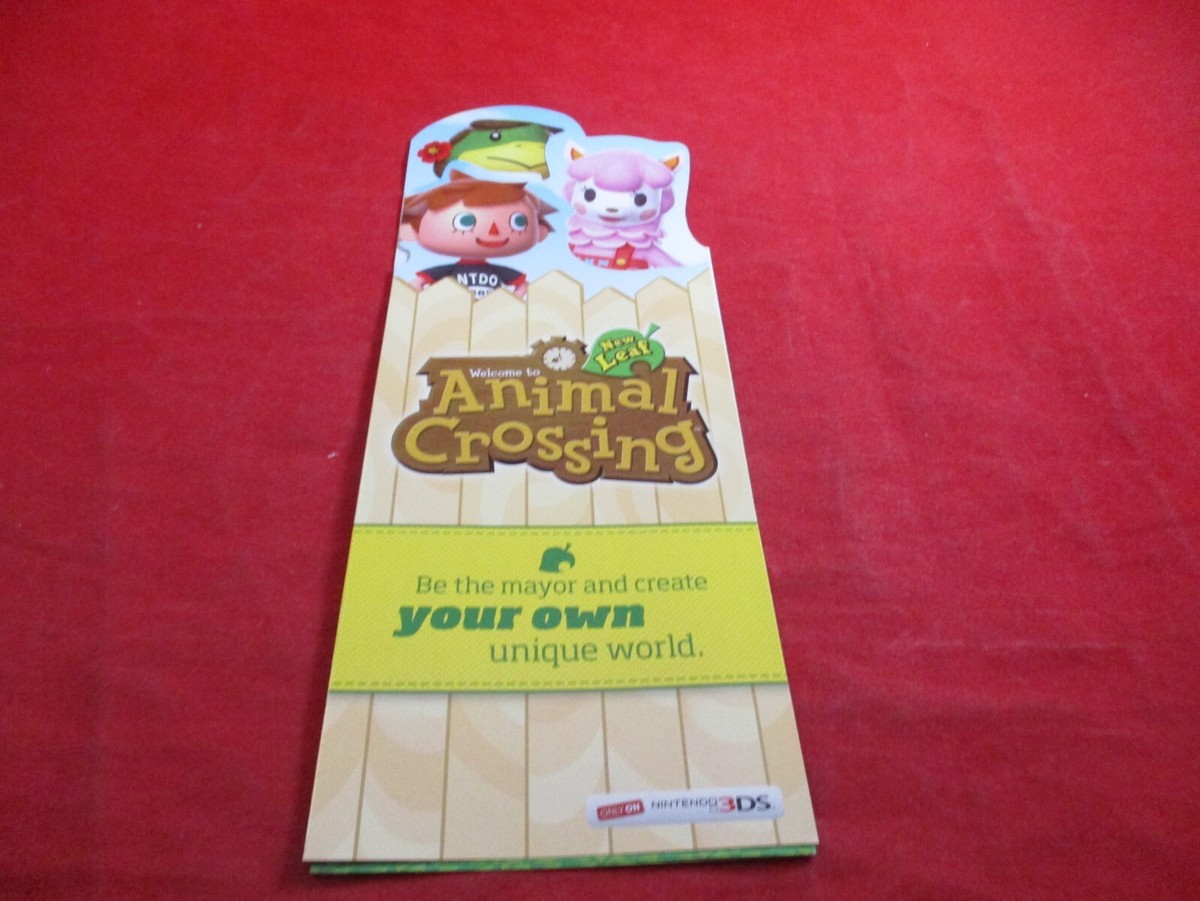 NTDO
Welcome to
New
Leaf
Animal
Crossing
Be the mayor and create
your own
unique world.
ONLY ON NINTENDO 3DS